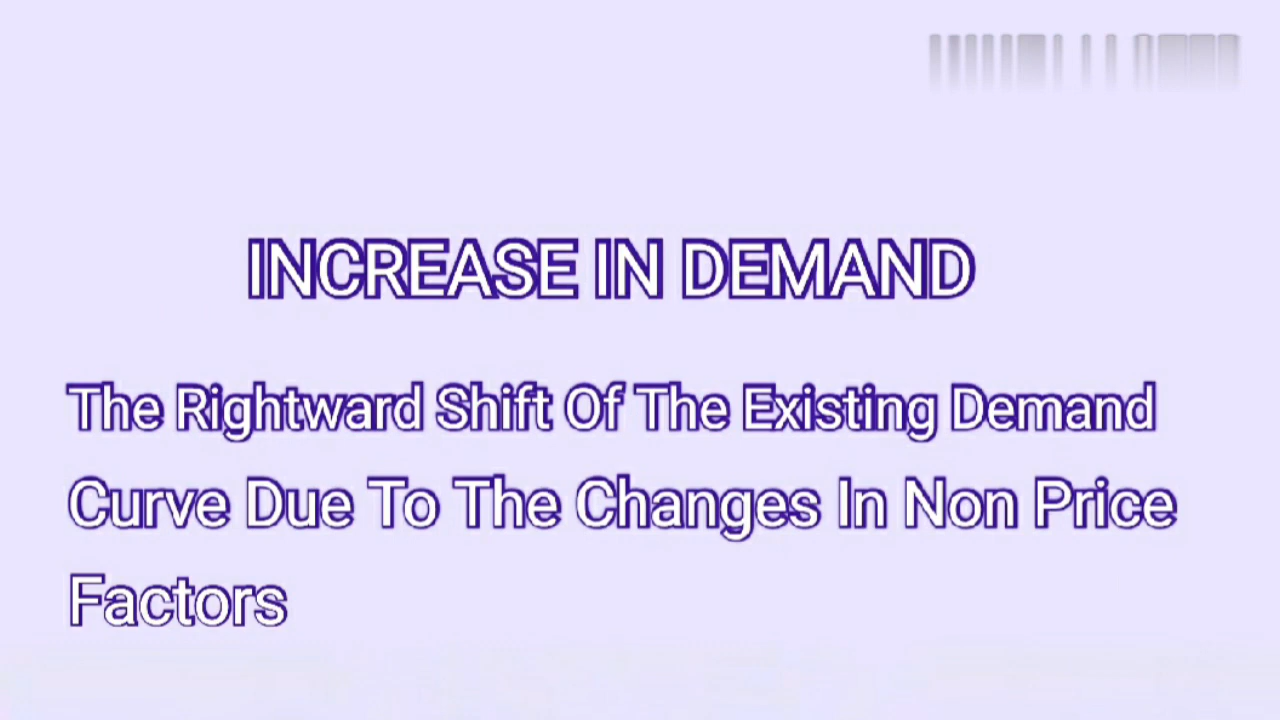 INCREASE IN DEMAND
The Rightward Shift Of The Existing Demand
Curve Due To The Changes In Non Price
Factors